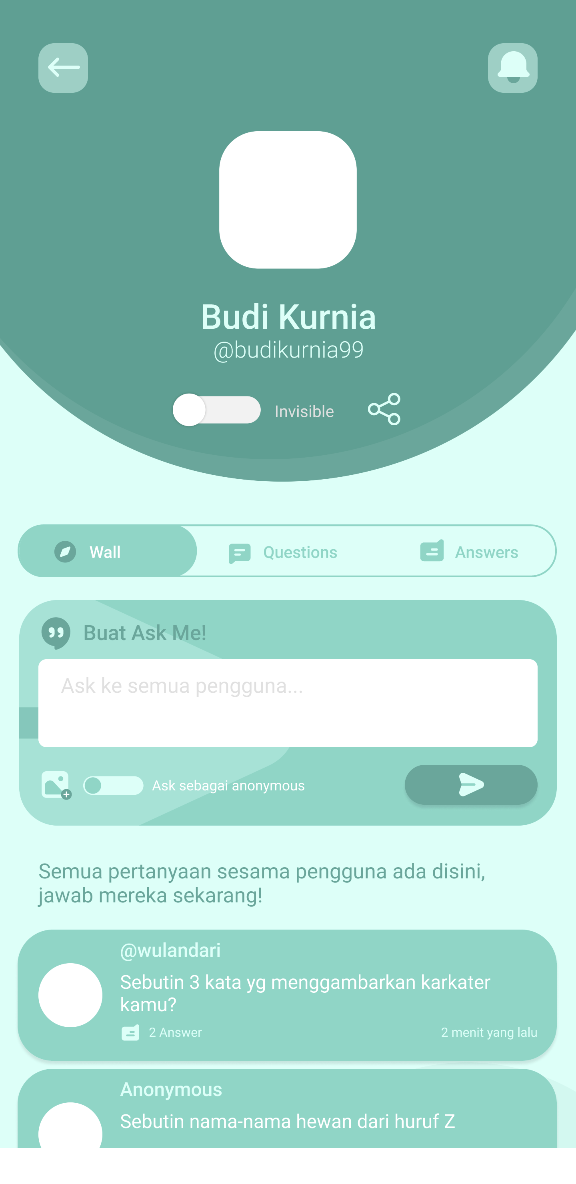 Budi Kurnia
@budikurnia99
Invisible
Wall
Questions
Answers
Buat Ask Me!
Ask ke semua pengguna...
Ask sebagai anonymous
Semua pertanyaan sesama pengguna ada disini,
jawab mereka sekarang!
@wulandari
Sebutin 3 kata yg menggambarkan karkater
kamu?
2 Answer
2 menit yang lalu
Anonymous
Sebutin nama-nama hewan dari huruf Z